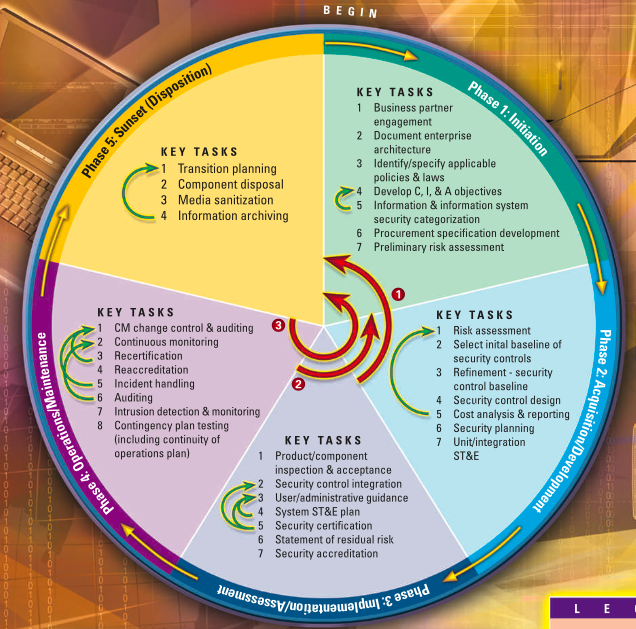 BEGIN
Phase 1: Initiation
KEY TASKS
1 Business partner
engagement
2 Document enterprise
architecture
3 Identify/specify applicable
policies & laws
4 Develop C, I, & A objectives
5 Information & information system
security categorization
6 Procurement specification development
7 Preliminary risk assessment
Phase 2: Acquisition/Development
KEY TASKS
1 Risk assessment
2 Select inital baseline of
security controls
3 Refinement - security
control baseline
4 Security control design
5 Cost analysis & reporting
6 Security planning
7 Unit/integration
ST&E
Phase 3: Implementation/Assessment
KEY TASKS
1 Product/component
inspection & acceptance
2 Security control integration
3 User/administrative guidance
4 System ST&E plan
5 Security certification
6 Statement of residual risk
7 Security accreditation
Phase 4: Operations/Maintenance
KEY TASKS
1 CM change control & auditing
2 Continuous monitoring
3 Recertification
4 Reaccreditation
5 Incident handling
6 Auditing
7 Intrusion detection & monitoring
8 Contingency plan testing
(including continuity of
operations plan)
Phase 5: Sunset (Disposition)
KEY TASKS
1 Transition planning
2 Component disposal
3 Media sanitization
4 Information archiving
1
2
3
L E